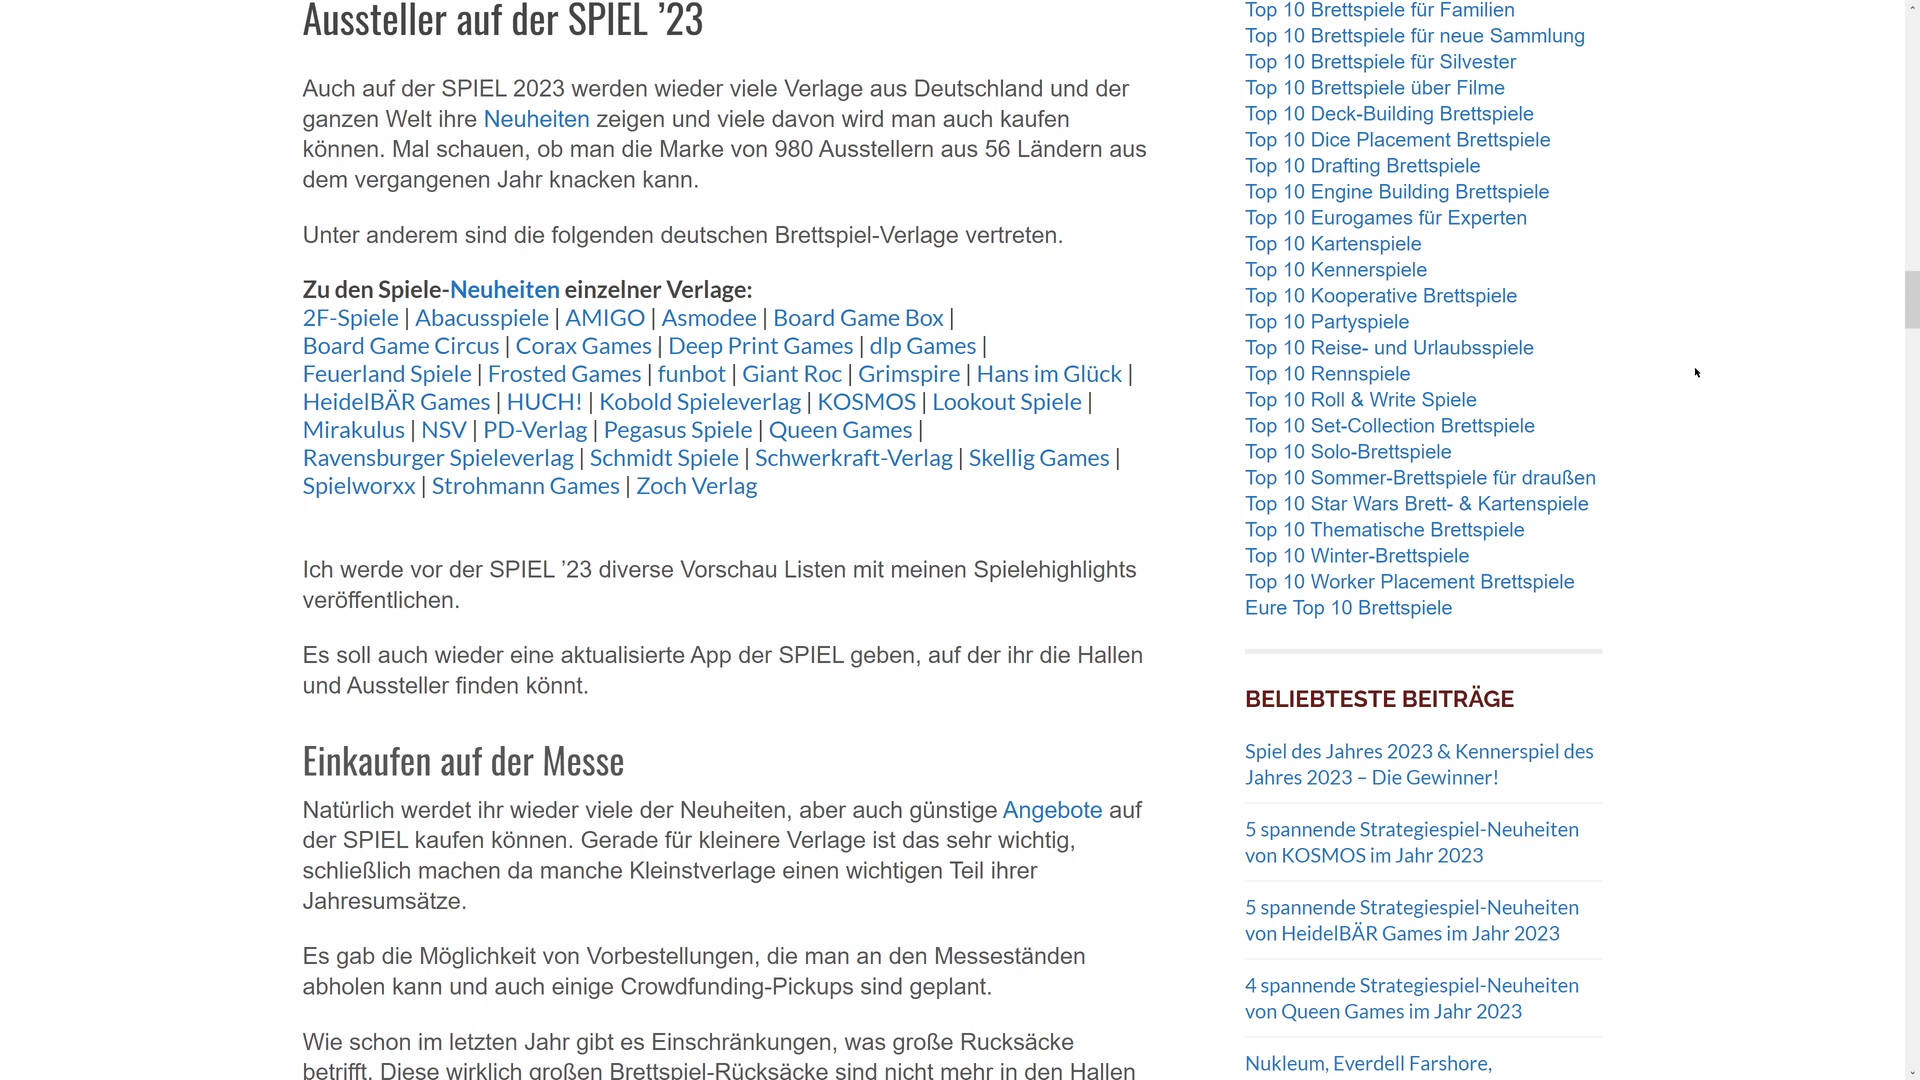 Aussteller auf der SPIEL ’23
Auch auf der SPIEL 2023 werden wieder viele Verlage aus Deutschland und der
ganzen Welt ihre Neuheiten zeigen und viele davon wird man auch kaufen
können. Mal schauen, ob man die Marke von 980 Ausstellern aus 56 Ländern aus
dem vergangenen Jahr knacken kann.
Unter anderem sind die folgenden deutschen Brettspiel-Verlage vertreten.
Zu den Spiele-Neuheiten einzelner Verlage:
2F-Spiele | Abacusspiele | AMIGO | Asmodee | Board Game Box |
Board Game Circus | Corax Games | Deep Print Games | dlp Games |
Feuerland Spiele | Frosted Games | funbot | Giant Roc | Grimspire | Hans im Glück |
HeidelBÄR Games | HUCH! | Kobold Spieleverlag | KOSMOS | Lookout Spiele |
Mirakulus | NSV | PD-Verlag | Pegasus Spiele | Queen Games |
Ravensburger Spieleverlag | Schmidt Spiele | Schwerkraft-Verlag | Skellig Games |
Spielworxx | Strohmann Games | Zoch Verlag
Ich werde vor der SPIEL ’23 diverse Vorschau Listen mit meinen Spielehighlights
veröffentlichen.
Es soll auch wieder eine aktualisierte App der SPIEL geben, auf der ihr die Hallen
und Aussteller finden könnt.
Einkaufen auf der Messe
Natürlich werdet ihr wieder viele der Neuheiten, aber auch günstige Angebote auf
der SPIEL kaufen können. Gerade für kleinere Verlage ist das sehr wichtig,
schließlich machen da manche Kleinstverlage einen wichtigen Teil ihrer
Jahresumsätze.
Es gab die Möglichkeit von Vorbestellungen, die man an den Messeständen
abholen kann und auch einige Crowdfunding-Pickups sind geplant.
Wie schon im letzten Jahr gibt es Einschränkungen, was große Rucksäcke
betrifft. Diese wirklich großen Brettspiel-Rücksäcke sind nicht mehr in den Hallen
Top 10 Brettspiele für Familien
Top 10 Brettspiele für neue Sammlung
Top 10 Brettspiele für Silvester
Top 10 Brettspiele über Filme
Top 10 Deck-Building Brettspiele
Top 10 Dice Placement Brettspiele
Top 10 Drafting Brettspiele
Top 10 Engine Building Brettspiele
Top 10 Eurogames für Experten
Top 10 Kartenspiele
Top 10 Kennerspiele
Top 10 Kooperative Brettspiele
Top 10 Partyspiele
Top 10 Reise- und Urlaubsspiele
Top 10 Rennspiele
Top 10 Roll & Write Spiele
Top 10 Set-Collection Brettspiele
Top 10 Solo-Brettspiele
Top 10 Sommer-Brettspiele für draußen
Top 10 Star Wars Brett- & Kartenspiele
Top 10 Thematische Brettspiele
Top 10 Winter-Brettspiele
Top 10 Worker Placement Brettspiele
Eure Top 10 Brettspiele
BELIEBTESTE BEITRÄGE
Spiel des Jahres 2023 & Kennerspiel des
Jahres 2023 – Die Gewinner!
5 spannende Strategiespiel-Neuheiten
von KOSMOS im Jahr 2023
5 spannende Strategiespiel-Neuheiten
von HeidelBÄR Games im Jahr 2023
4 spannende Strategiespiel-Neuheiten
von Queen Games im Jahr 2023
Nukleum, Everdell Farshore,